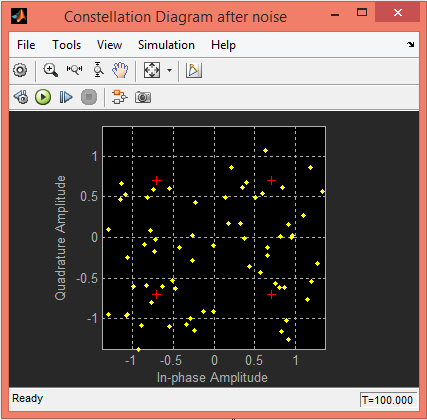 Constellation Diagram after noise
File Tools View Simulation Help
1
0.5
0
-0.5
-1
Quadrature Amplitude
-1 -0.5 0 0.5 1
In-phase Amplitude
Ready T=100.000